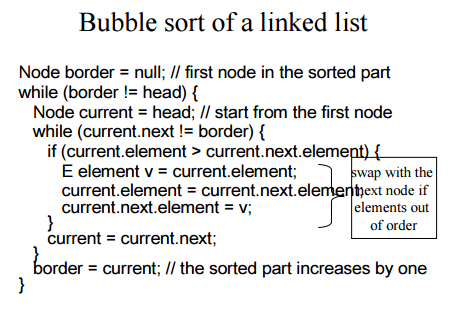 Bubble sort of a linked list
Node border = null; // first node in the sorted part
while (border != head) {
Node current = head; // start from the first node
while (current.next != border) {
if (current.element > current.next.element) {
E element v = current.element;
current.element = current.next.element;
current.next.element = v;
}
current = current.next;
}
border = current; // the sorted part increases by one
}
swap with the
next node if
elements out
of order